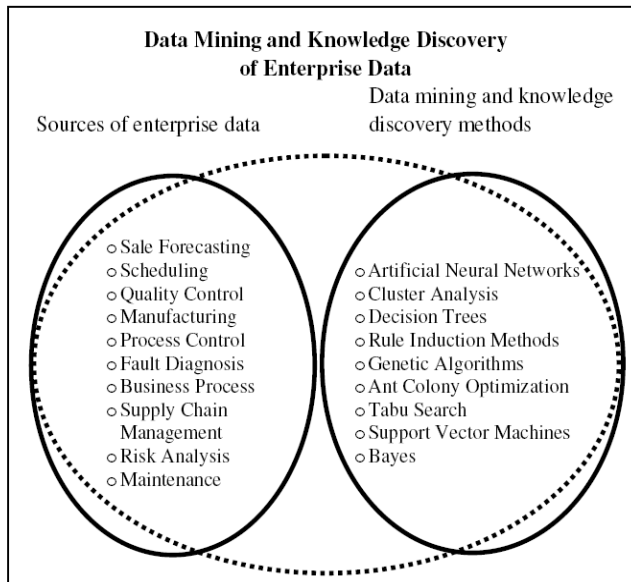 Data Mining and Knowledge Discovery
of Enterprise Data
Sources of enterprise data
Data mining and knowledge
discovery methods
o Sale Forecasting
o Scheduling
o Quality Control
o Manufacturing
o Process Control
o Fault Diagnosis
o Business Process
o Supply Chain
Management
o Risk Analysis
o Maintenance
o Artificial Neural Networks
o Cluster Analysis
o Decision Trees
o Rule Induction Methods
o Genetic Algorithms
o Ant Colony Optimization
o Tabu Search
o Support Vector Machines
o Bayes